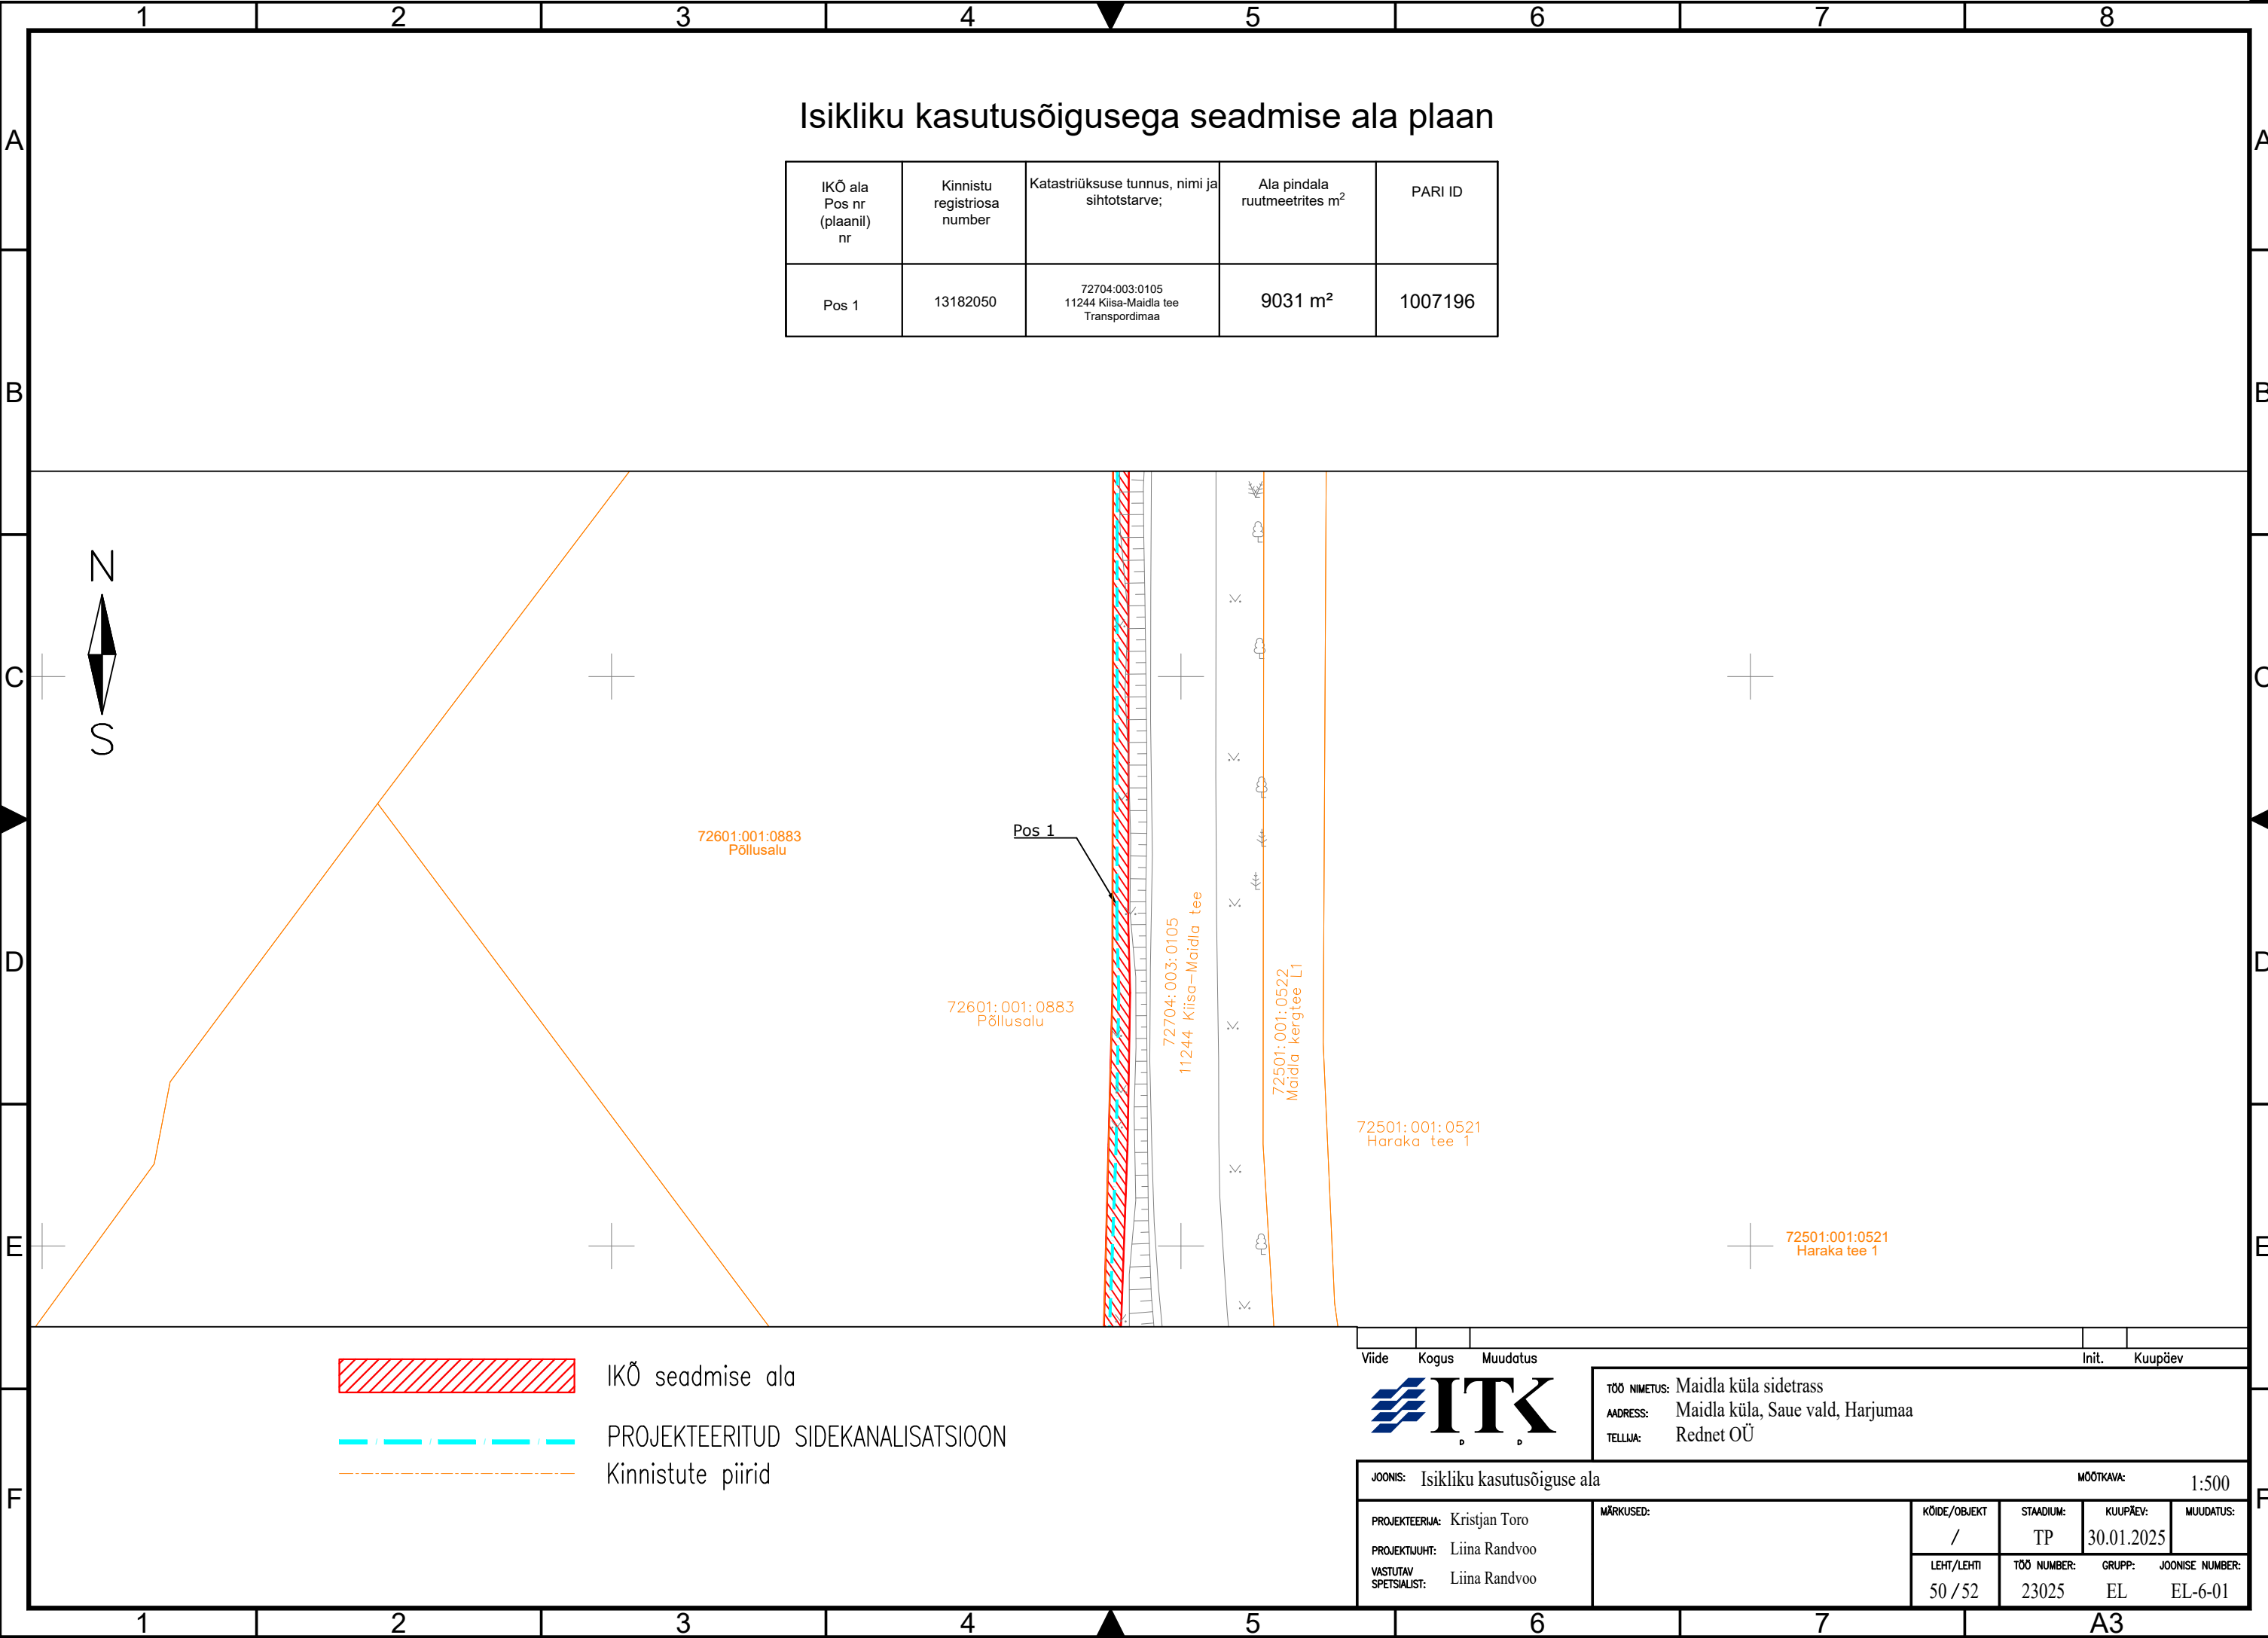 1 2 3 4 5 6 7 8
A A
B B
C C
D D
E E
F F
Isikliku kasutusõigusega seadmise ala plaan
IKÕ ala
Pos nr
(plaanil)
nr
Kinnistu
registriosa
number
Katastriüksuse tunnus, nimi ja
sihtotstarve;
Ala pindala
ruutmeetrites m²
PARI ID
Pos 1
13182050
72704:003:0105
11244 Kiisa-Maidla tee
Transpordimaa
9031 m²
1007196
N
S
72601:001:0883
Põllusalu
Pos 1
72601:001:0883
Põllusalu
72704:003:0105
11244 Kiisa-Maidla tee
72501:001:0522
Maidla kergtee L1
72501:001:0521
Haraka tee 1
72501:001:0521
Haraka tee 1
IKÕ seadmise ala
PROJEKTEERITUD SIDEKANALISATSIOON
Kinnistute piirid
Viide Kogus Muudatus Init. Kuupäev
ITK
D D
TÖÖ NIMETUS: Maidla küla sidetrass
AADRESS: Maidla küla, Saue vald, Harjumaa
TELLIJA: Rednet OÜ
JOONIS: Isikliku kasutusõiguse ala
MÕÕTKAVA: 1:500
PROJEKTEERIJA: Kristjan Toro
PROJEKTIJUHT: Liina Randvoo
VASTUTAV
SPETSIALIST: Liina Randvoo
MÄRKUSED:
KÖIDE/OBJEKT STAADIUM: KUUPÄEV: MUUDATUS:
/ TP 30.01.2025
LEHT/LEHTI TÖÖ NUMBER: GRUPP: JOONISE NUMBER:
50 / 52 23025 EL EL-6-01
1 2 3 4 5 6 7 A3